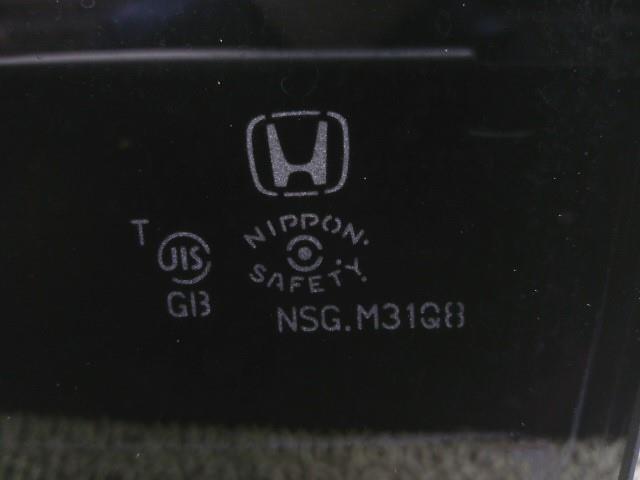 H
T
JIS
NIPPON.
SAFETY.
GB
NSG.M31Q8